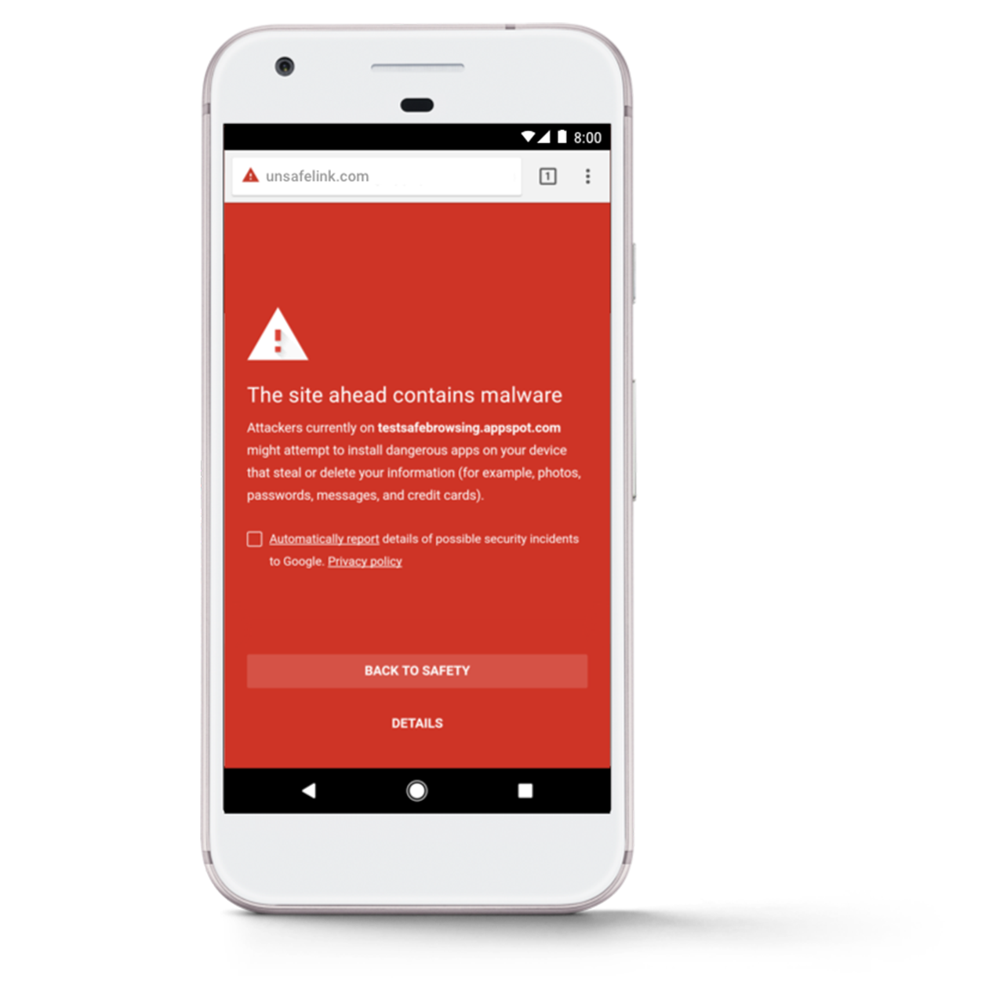 8:00
unsafelink.com
1
The site ahead contains malware
Attackers currently on testsafebrowsing.appspot.com
might attempt to install dangerous apps on your device
that steal or delete your information (for example, photos,
passwords, messages, and credit cards).
Automatically report details of possible security incidents
to Google. Privacy policy
BACK TO SAFETY
DETAILS